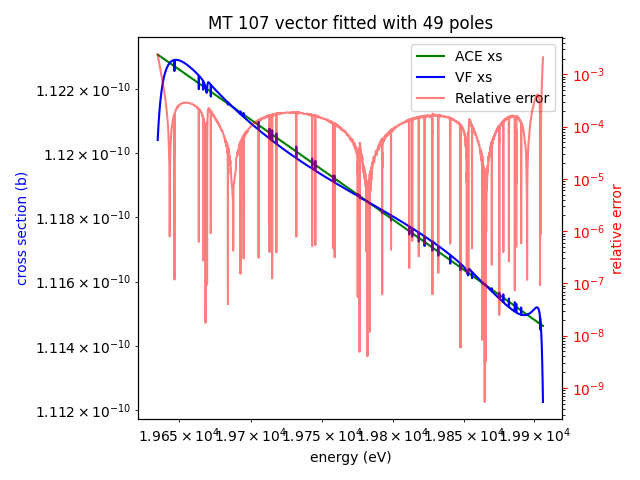 MT 107 vector fitted with 49 poles
ACE xs
VF xs
Relative error
cross section (b)
1.122 × 10⁻¹⁰
1.12 × 10⁻¹⁰
1.118 × 10⁻¹⁰
1.116 × 10⁻¹⁰
1.114 × 10⁻¹⁰
1.112 × 10⁻¹⁰
10⁻³
10⁻⁴
10⁻⁵
10⁻⁶
10⁻⁷
10⁻⁸
10⁻⁹
relative error
1.965 × 10⁴ 1.97 × 10⁴ 1.975 × 10⁴ 1.98 × 10⁴ 1.985 × 10⁴ 1.99 × 10⁴
energy (eV)